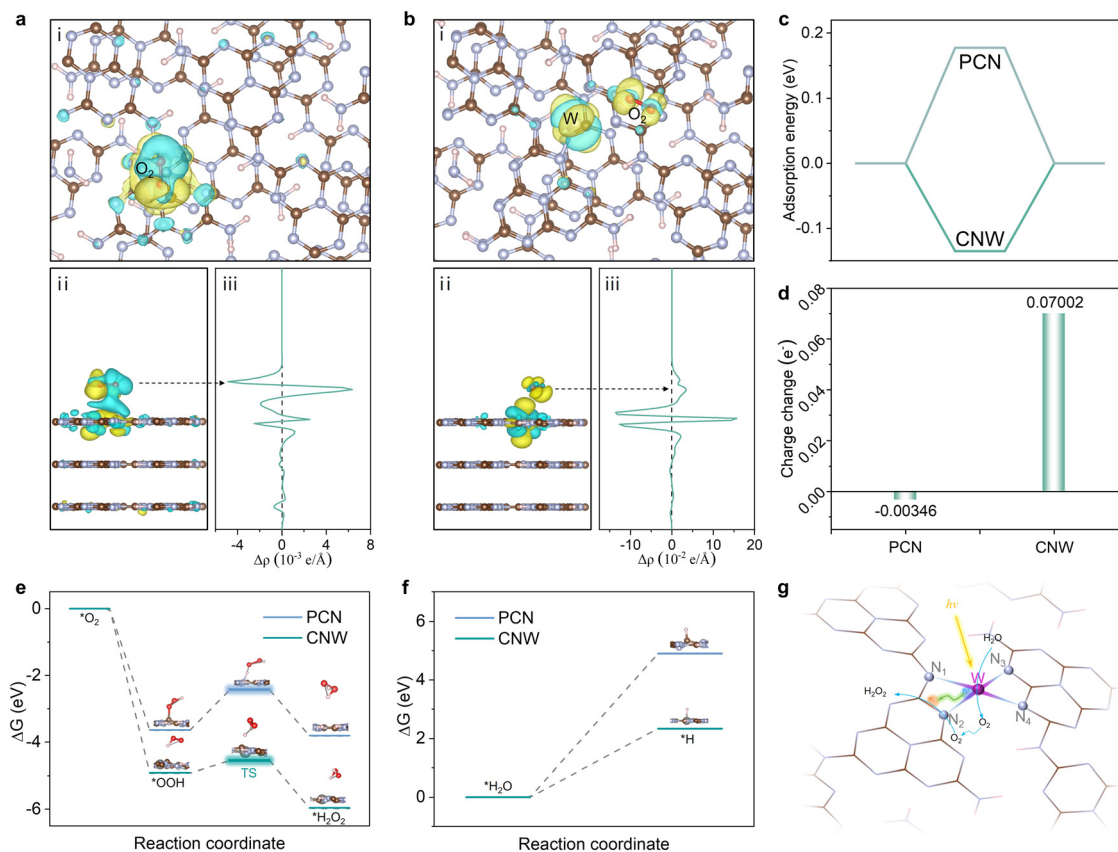 a
i
O2
ii
iii
−4
0
4
8
Δρ (10-3 e/Å)
b
i
W
O2
ii
iii
−10
0
10
20
Δρ (10-2 e/Å)
c
0.2
0.1
0.0
-0.1
Adsorption energy (eV)
PCN
CNW
d
0.08
0.06
0.04
0.02
0.00
Charge change (e-)
0.07002
-0.00346
PCN
CNW
e
0
-2
-4
-6
ΔG (eV)
PCN
CNW
*O2
*OOH
TS
*H2O2
Reaction coordinate
f
6
4
2
0
ΔG (eV)
PCN
CNW
*H2O
*H
Reaction coordinate
g
hν
H2O
N1
N3
W
H2O2
N2
N4
O2
O2